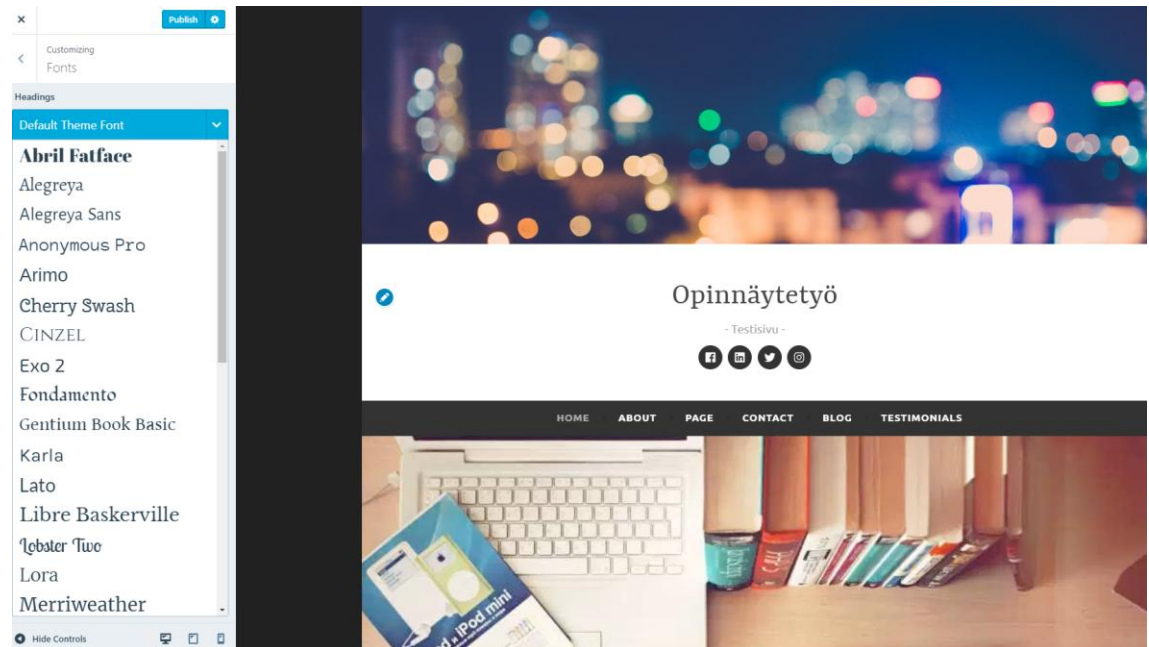 Publish
Customizing
Fonts
Headings
Default Theme Font
Abril Fatface
Alegreya
Alegreya Sans
Anonymous Pro
Arimo
Cherry Swash
CINZEL
Exo 2
Fondamento
Gentium Book Basic
Karla
Lato
Libre Baskerville
Lobster Two
Lora
Merriweather
Hide Controls
Opinnäytetyö
- Testisivu -
HOME ABOUT PAGE CONTACT BLOG TESTIMONIALS
iPod mini